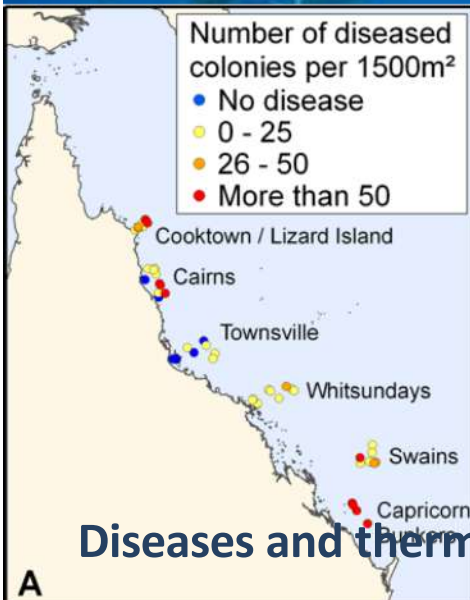 Number of diseased
colonies per 1500m²
No disease
0 - 25
26 - 50
More than 50
Cooktown / Lizard Island
Cairns
Townsville
Whitsundays
Swains
Capricorn
Bunkers
Diseases and therm
A